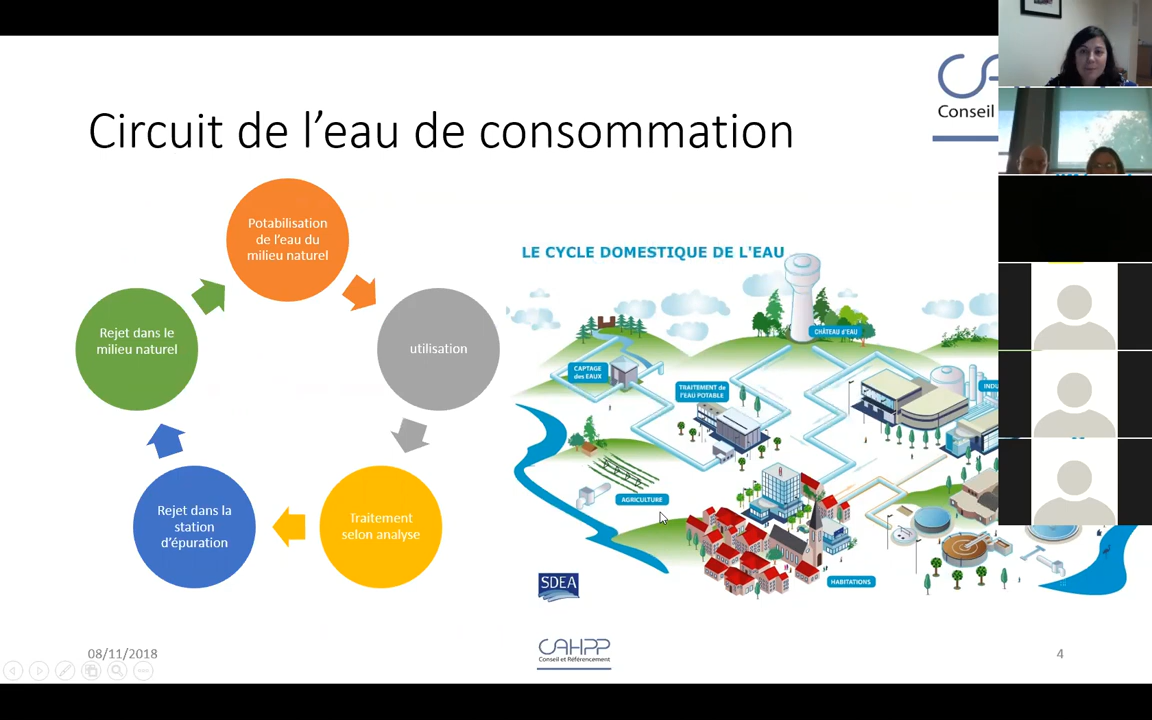 Conseil
Circuit de l’eau de consommation
Potabilisation
de l’eau du
milieu naturel
Rejet dans le
milieu naturel
utilisation
Rejet dans la
station
d’épuration
Traitement
selon analyse
LE CYCLE DOMESTIQUE DE L'EAU
CHÂTEAU d'EAU
CAPTAGE
des EAUX
TRAITEMENT de
l'EAU POTABLE
AGRICULTURE
HABITATIONS
SDEA
08/11/2018
CAHPP
Conseil et Référencement
4